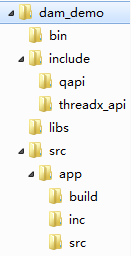 dam_demo
bin
include
qapi
threadx_api
libs
src
app
build
inc
src